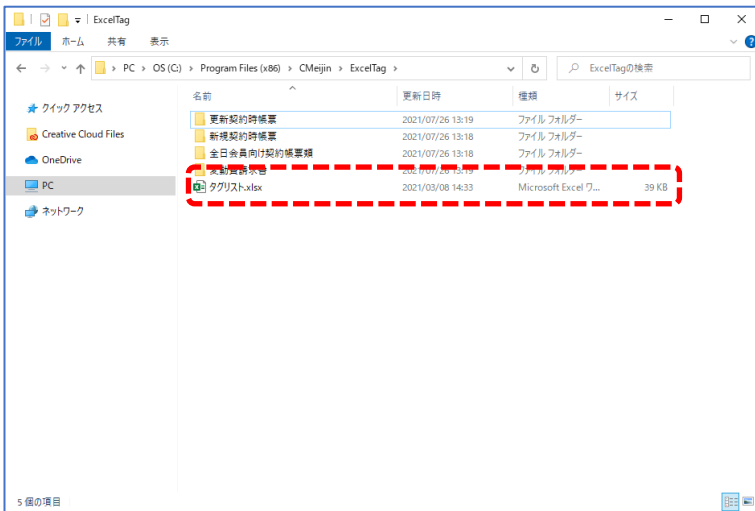 ExcelTag
ファイル ホーム 共有 表示
PC › OS (C:) › Program Files (x86) › CMeijin › ExcelTag › ExcelTagの検索
名前 更新日時 種類 サイズ
クイック アクセス
Creative Cloud Files
OneDrive
PC
ネットワーク
更新契約時帳票 2021/07/26 13:19 ファイル フォルダー
新規契約時帳票 2021/07/26 13:18 ファイル フォルダー
全日会員向け契約帳票類 2021/07/26 13:18 ファイル フォルダー
変動費請求書 2021/07/26 13:19 ファイル フォルダー
タグリスト.xlsx 2021/03/08 14:33 Microsoft Excel ワ... 39 KB
5 個の項目